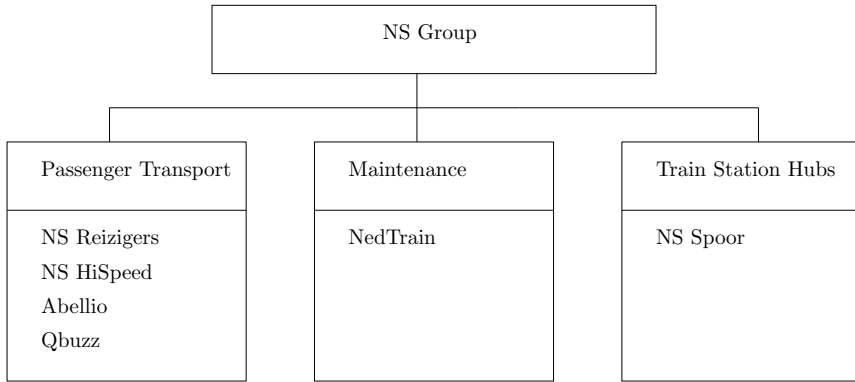 NS Group
Passenger Transport
NS Reizigers
NS HiSpeed
Abellio
Qbuzz
Maintenance
NedTrain
Train Station Hubs
NS Spoor